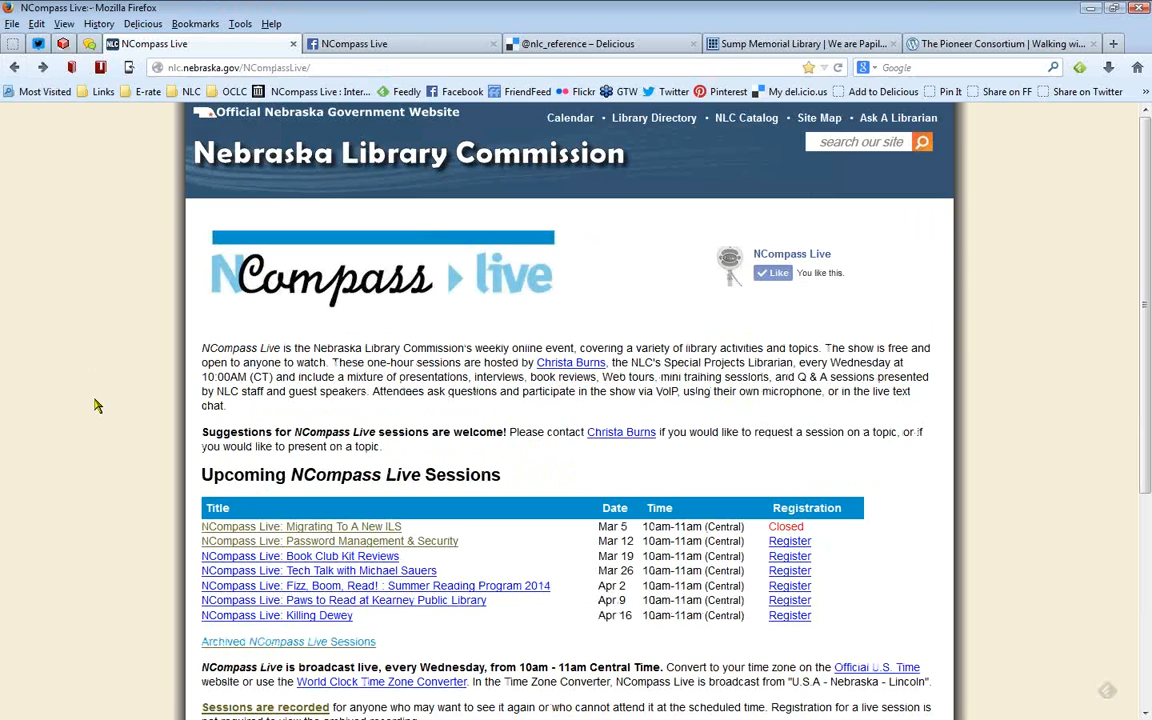 NCompass Live:- Mozilla Firefox
File Edit View History Delicious Bookmarks Tools Help
NCompass Live × NCompass Live × @nlc_reference – Delicious × Sump Memorial Library | We are Papil... × The Pioneer Consortium | Walking wi... × +
nlc.nebraska.gov/NCompassLive/ Google
Most Visited Links E-rate NLC OCLC NCompass Live : Inter... Feedly Facebook FriendFeed Flickr GTW Twitter Pinterest My del.icio.us Add to Delicious Pin It Share on FF Share on Twitter »
Official Nebraska Government Website
Calendar • Library Directory • NLC Catalog • Site Map • Ask A Librarian
Nebraska Library Commission
search our site
NCompass live
NCompass Live
Like You like this.
NCompass Live is the Nebraska Library Commission's weekly online event, covering a variety of library activities and topics. The show is free and
open to anyone to watch. These one-hour sessions are hosted by Christa Burns, the NLC's Special Projects Librarian, every Wednesday at
10:00AM (CT) and include a mixture of presentations, interviews, book reviews, Web tours, mini training sessions, and Q & A sessions presented
by NLC staff and guest speakers. Attendees ask questions and participate in the show via VoIP, using their own microphone, or in the live text
chat.
Suggestions for NCompass Live sessions are welcome! Please contact Christa Burns if you would like to request a session on a topic, or if
you would like to present on a topic.
Upcoming NCompass Live Sessions
Title Date Time Registration
NCompass Live: Migrating To A New ILS Mar 5 10am-11am (Central) Closed
NCompass Live: Password Management & Security Mar 12 10am-11am (Central) Register
NCompass Live: Book Club Kit Reviews Mar 19 10am-11am (Central) Register
NCompass Live: Tech Talk with Michael Sauers Mar 26 10am-11am (Central) Register
NCompass Live: Fizz, Boom, Read! : Summer Reading Program 2014 Apr 2 10am-11am (Central) Register
NCompass Live: Paws to Read at Kearney Public Library Apr 9 10am-11am (Central) Register
NCompass Live: Killing Dewey Apr 16 10am-11am (Central) Register
Archived NCompass Live Sessions
NCompass Live is broadcast live, every Wednesday, from 10am - 11am Central Time. Convert to your time zone on the Official U.S. Time
website or use the World Clock Time Zone Converter. In the Time Zone Converter, NCompass Live is broadcast from "U.S.A - Nebraska - Lincoln".
Sessions are recorded for anyone who may want to see it again or who cannot attend it at the scheduled time. Registration for a live session is
not required to view the archived recording.